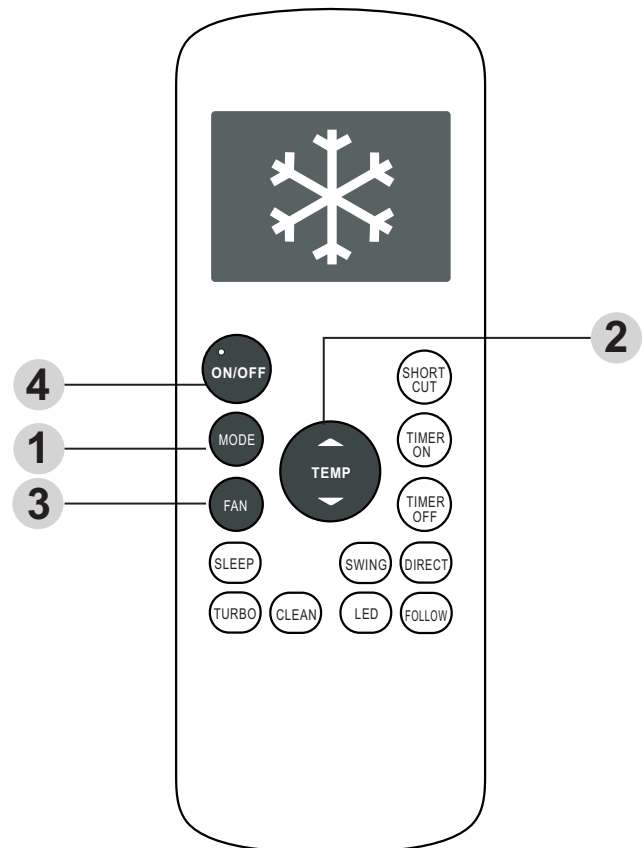 2
4
ON/OFF
SHORT
CUT
1
MODE
TEMP
TIMER
ON
3
FAN
TIMER
OFF
SLEEP
SWING
DIRECT
TURBO
CLEAN
LED
FOLLOW